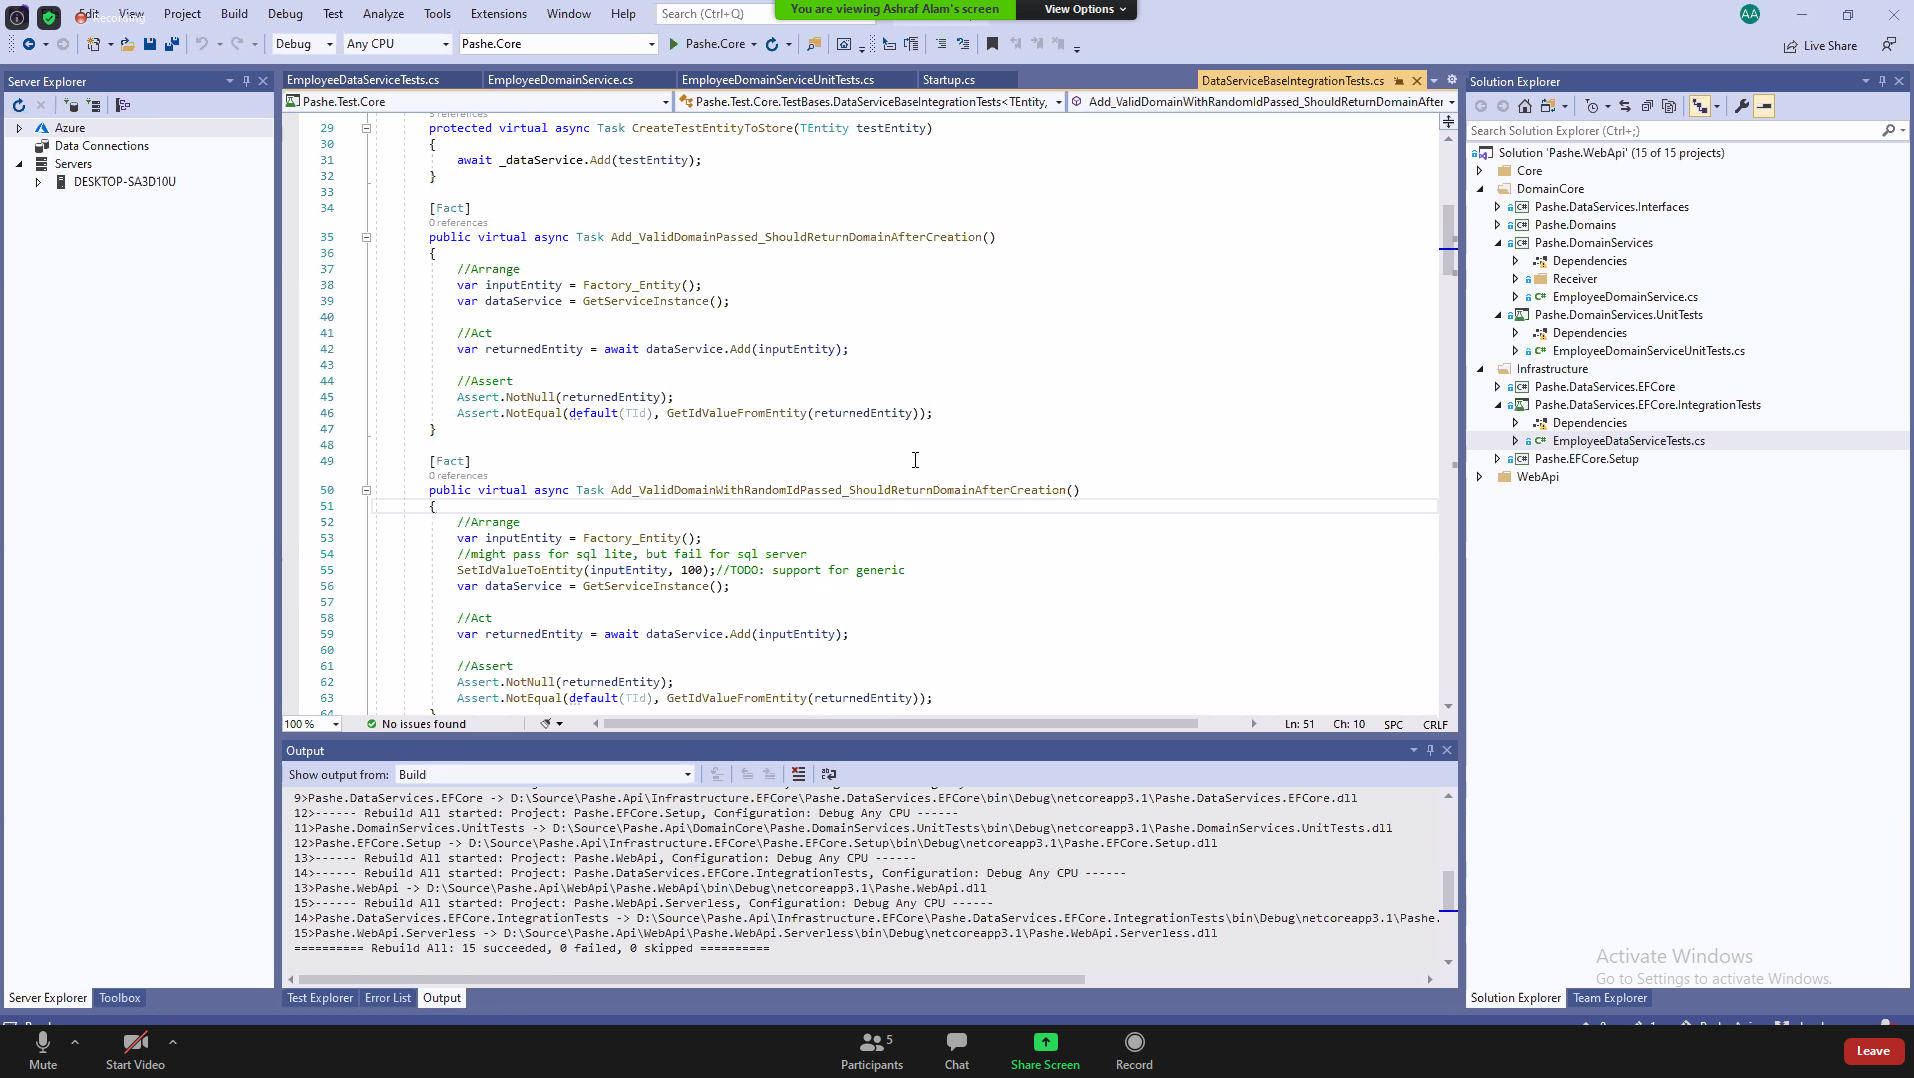 Edit View Project Build Debug Test Analyze Tools Extensions Window Help
Recording
Search (Ctrl+Q)
You are viewing Ashraf Alam's screen
View Options
AA
Debug
Any CPU
Pashe.Core
Pashe.Core
Live Share
Server Explorer
Azure
Data Connections
Servers
DESKTOP-SA3D10U
EmployeeDataServiceTests.cs
EmployeeDomainService.cs
EmployeeDomainServiceUnitTests.cs
Startup.cs
DataServiceBaseIntegrationTests.cs
Pashe.Test.Core
Pashe.Test.Core.TestBases.DataServiceBaseIntegrationTests<TEntity,
Add_ValidDomainWithRandomIdPassed_ShouldReturnDomainAfter
29 protected virtual async Task CreateTestEntityToStore(TEntity testEntity)
30 {
31 await _dataService.Add(testEntity);
32 }
33
34 [Fact]
0 references
35 public virtual async Task Add_ValidDomainPassed_ShouldReturnDomainAfterCreation()
36 {
37 //Arrange
38 var inputEntity = Factory_Entity();
39 var dataService = GetServiceInstance();
40
41 //Act
42 var returnedEntity = await dataService.Add(inputEntity);
43
44 //Assert
45 Assert.NotNull(returnedEntity);
46 Assert.NotEqual(default(TId), GetIdValueFromEntity(returnedEntity));
47 }
48
49 [Fact]
0 references
50 public virtual async Task Add_ValidDomainWithRandomIdPassed_ShouldReturnDomainAfterCreation()
51 {
52 //Arrange
53 var inputEntity = Factory_Entity();
54 //might pass for sql lite, but fail for sql server
55 SetIdValueToEntity(inputEntity, 100);//TODO: support for generic
56 var dataService = GetServiceInstance();
57
58 //Act
59 var returnedEntity = await dataService.Add(inputEntity);
60
61 //Assert
62 Assert.NotNull(returnedEntity);
63 Assert.NotEqual(default(TId), GetIdValueFromEntity(returnedEntity));
64 }
100 %
No issues found
Ln: 51 Ch: 10 SPC CRLF
Output
Show output from: Build
9>Pashe.DataServices.EFCore -> D:\Source\Pashe.Api\Infrastructure.EFCore\Pashe.DataServices.EFCore\bin\Debug\netcoreapp3.1\Pashe.DataServices.EFCore.dll
12>------ Rebuild All started: Project: Pashe.EFCore.Setup, Configuration: Debug Any CPU ------
11>Pashe.DomainServices.UnitTests -> D:\Source\Pashe.Api\DomainCore\Pashe.DomainServices.UnitTests\bin\Debug\netcoreapp3.1\Pashe.DomainServices.UnitTests.dll
12>Pashe.EFCore.Setup -> D:\Source\Pashe.Api\Infrastructure.EFCore\Pashe.EFCore.Setup\bin\Debug\netcoreapp3.1\Pashe.EFCore.Setup.dll
13>------ Rebuild All started: Project: Pashe.WebApi, Configuration: Debug Any CPU ------
14>------ Rebuild All started: Project: Pashe.DataServices.EFCore.IntegrationTests, Configuration: Debug Any CPU ------
13>Pashe.WebApi -> D:\Source\Pashe.Api\WebApi\Pashe.WebApi\bin\Debug\netcoreapp3.1\Pashe.WebApi.dll
15>------ Rebuild All started: Project: Pashe.WebApi.Serverless, Configuration: Debug Any CPU ------
14>Pashe.DataServices.EFCore.IntegrationTests -> D:\Source\Pashe.Api\Infrastructure.EFCore\Pashe.DataServices.EFCore.IntegrationTests\bin\Debug\netcoreapp3.1\Pashe.
15>Pashe.WebApi.Serverless -> D:\Source\Pashe.Api\WebApi\Pashe.WebApi.Serverless\bin\Debug\netcoreapp3.1\Pashe.WebApi.Serverless.dll
========== Rebuild All: 15 succeeded, 0 failed, 0 skipped ==========
Server Explorer Toolbox
Test Explorer Error List Output
Solution Explorer
Search Solution Explorer (Ctrl+;)
Solution 'Pashe.WebApi' (15 of 15 projects)
Core
DomainCore
Pashe.DataServices.Interfaces
Pashe.Domains
Pashe.DomainServices
Dependencies
Receiver
EmployeeDomainService.cs
Pashe.DomainServices.UnitTests
Dependencies
EmployeeDomainServiceUnitTests.cs
Infrastructure
Pashe.DataServices.EFCore
Pashe.DataServices.EFCore.IntegrationTests
Dependencies
EmployeeDataServiceTests.cs
Pashe.EFCore.Setup
WebApi
Activate Windows
Go to Settings to activate Windows.
Solution Explorer Team Explorer
Mute
Start Video
5
Participants
Chat
Share Screen
Record
Leave